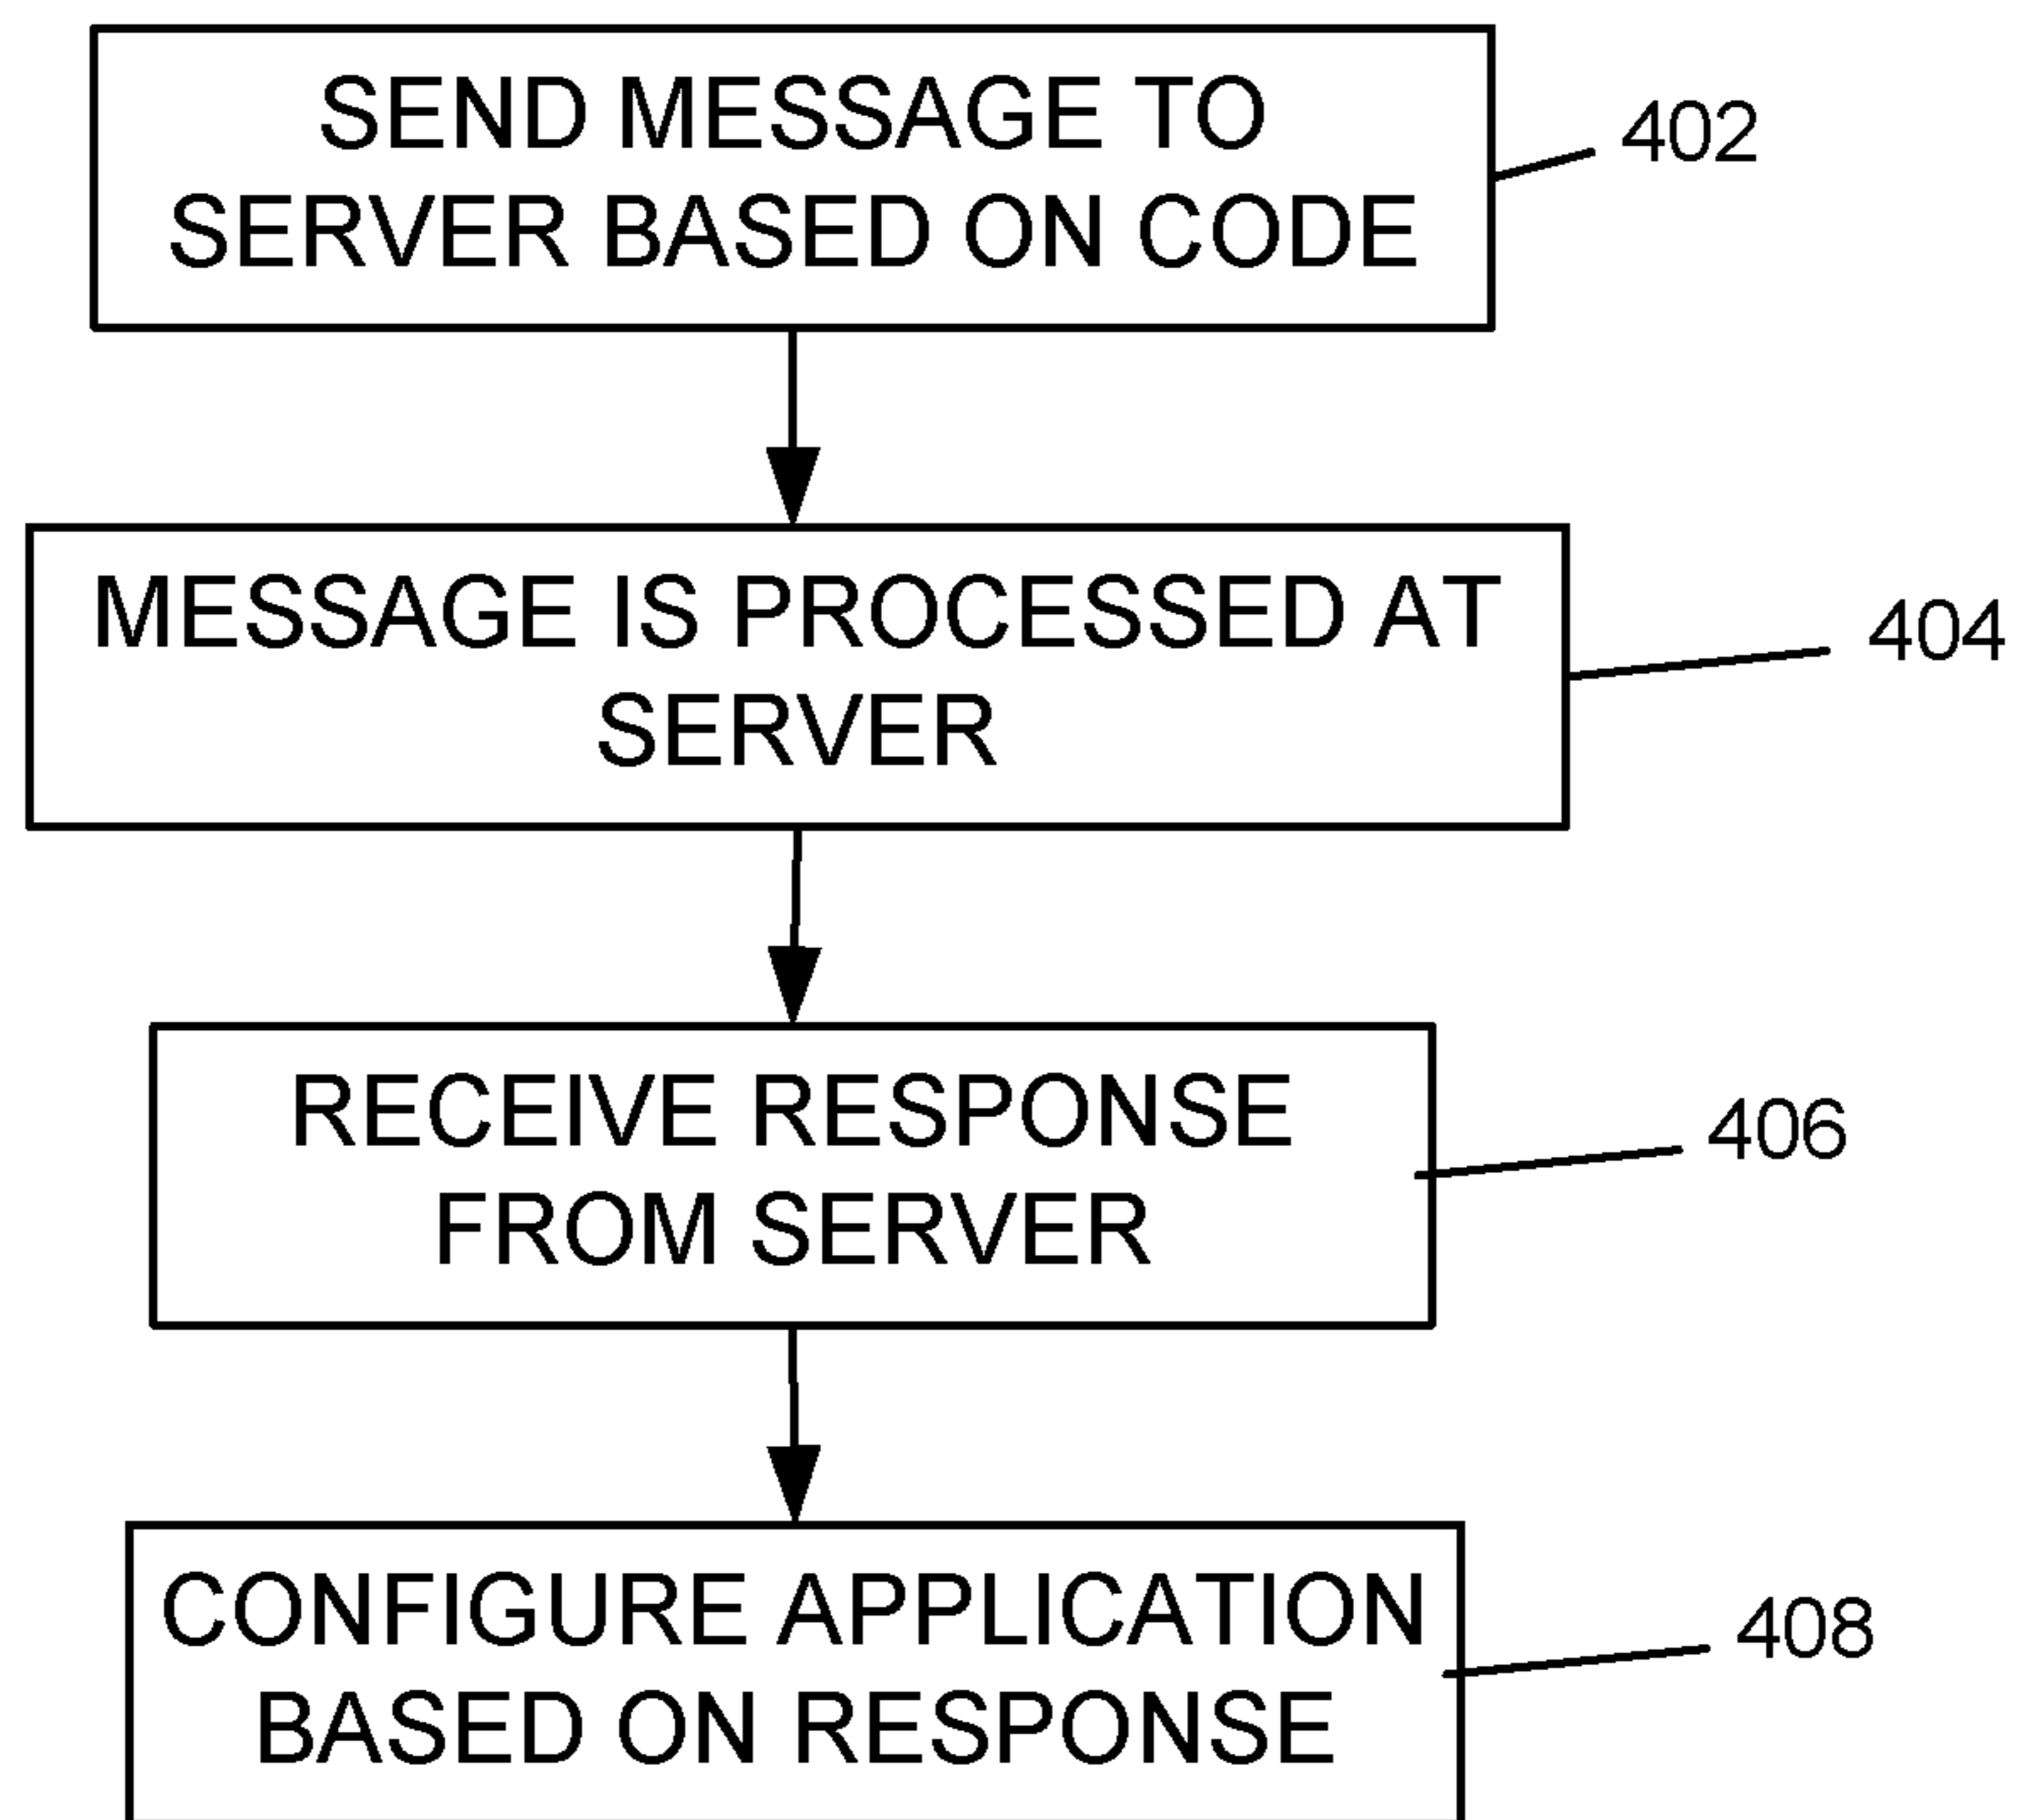 SEND MESSAGE TO
SERVER BASED ON CODE
402
MESSAGE IS PROCESSED AT
SERVER
404
RECEIVE RESPONSE
FROM SERVER
406
CONFIGURE APPLICATION
BASED ON RESPONSE
408